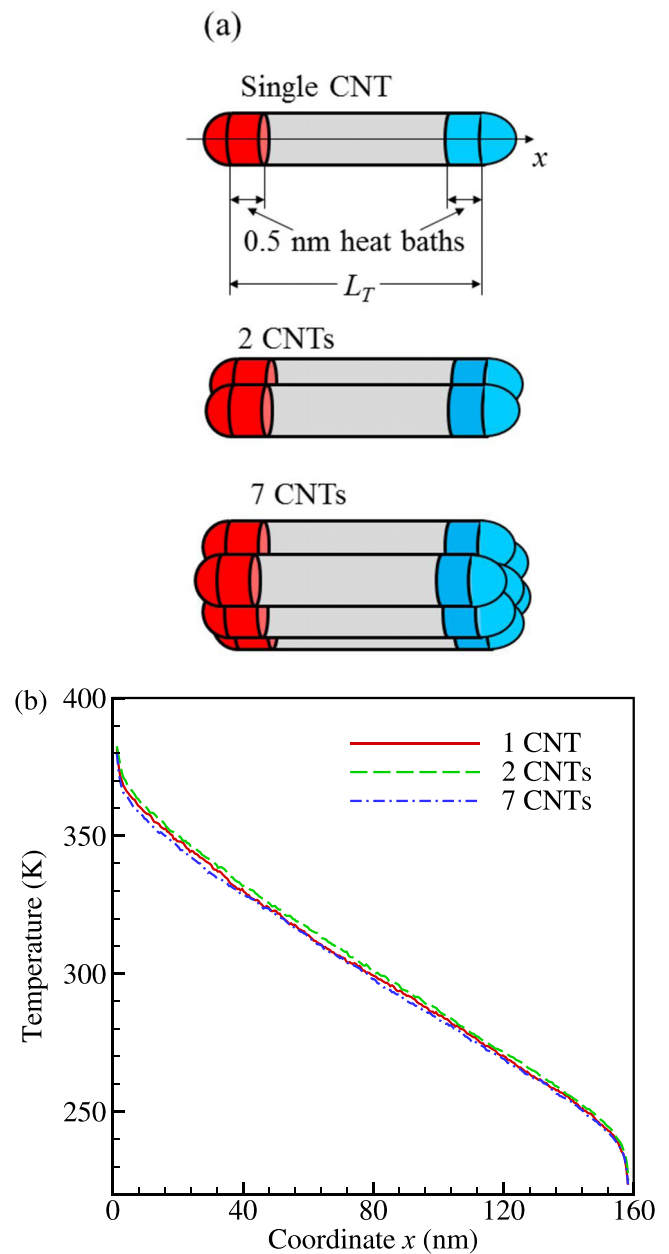 (a)
Single CNT
x
0.5 nm heat baths
L_T
2 CNTs
7 CNTs
(b)
400
1 CNT
2 CNTs
7 CNTs
350
300
250
Temperature (K)
0 40 80 120 160
Coordinate x (nm)